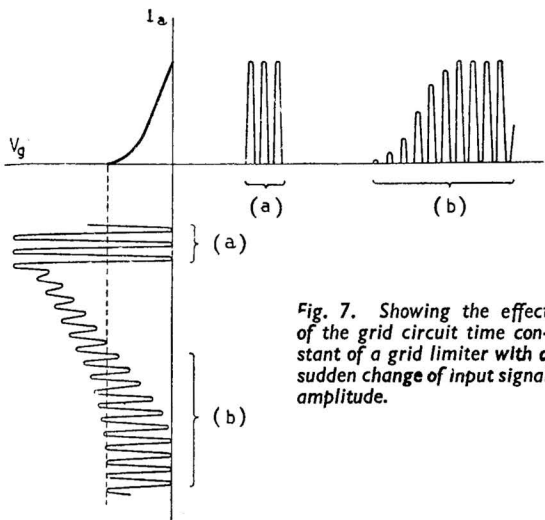 Ia
Vg
(a)
(b)
(a)
(b)
Fig. 7. Showing the effect
of the grid circuit time con-
stant of a grid limiter with a
sudden change of input signal
amplitude.